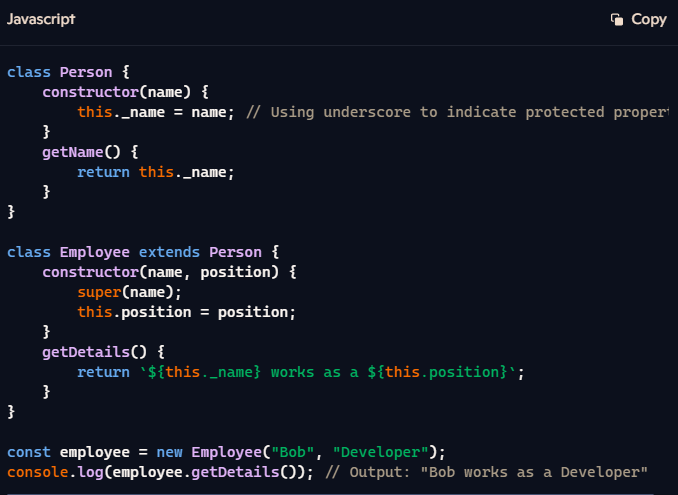 Javascript
Copy
class Person {
    constructor(name) {
        this._name = name; // Using underscore to indicate protected
    }
    getName() {
        return this._name;
    }
}

class Employee extends Person {
    constructor(name, position) {
        super(name);
        this.position = position;
    }
    getDetails() {
        return `${this._name} works as a ${this.position}`;
    }
}

const employee = new Employee("Bob", "Developer");
console.log(employee.getDetails()); // Output: "Bob works as a Developer"